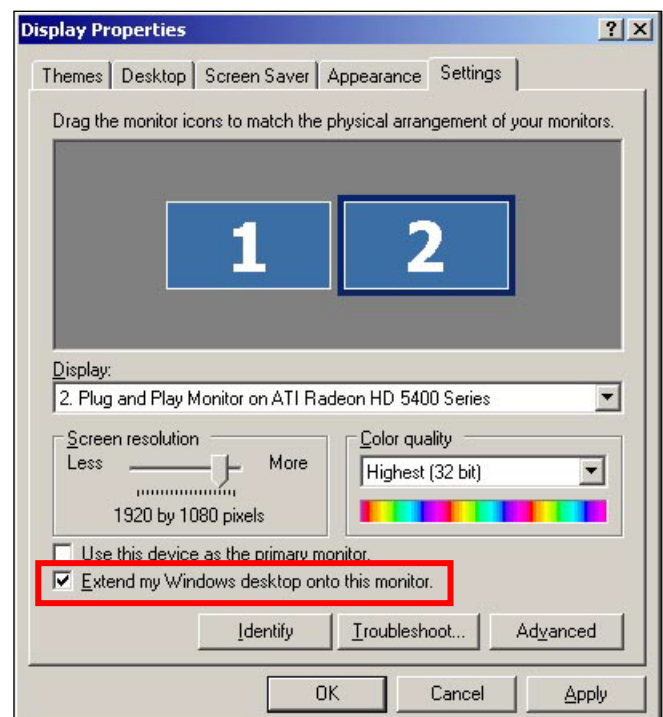 Display Properties
Themes Desktop Screen Saver Appearance Settings
Drag the monitor icons to match the physical arrangement of your monitors.
1 2
Display:
2. Plug and Play Monitor on ATI Radeon HD 5400 Series
Screen resolution Color quality
Less More Highest (32 bit)
1920 by 1080 pixels
Use this device as the primary monitor.
Extend my Windows desktop onto this monitor.
Identify Troubleshoot... Advanced
OK Cancel Apply